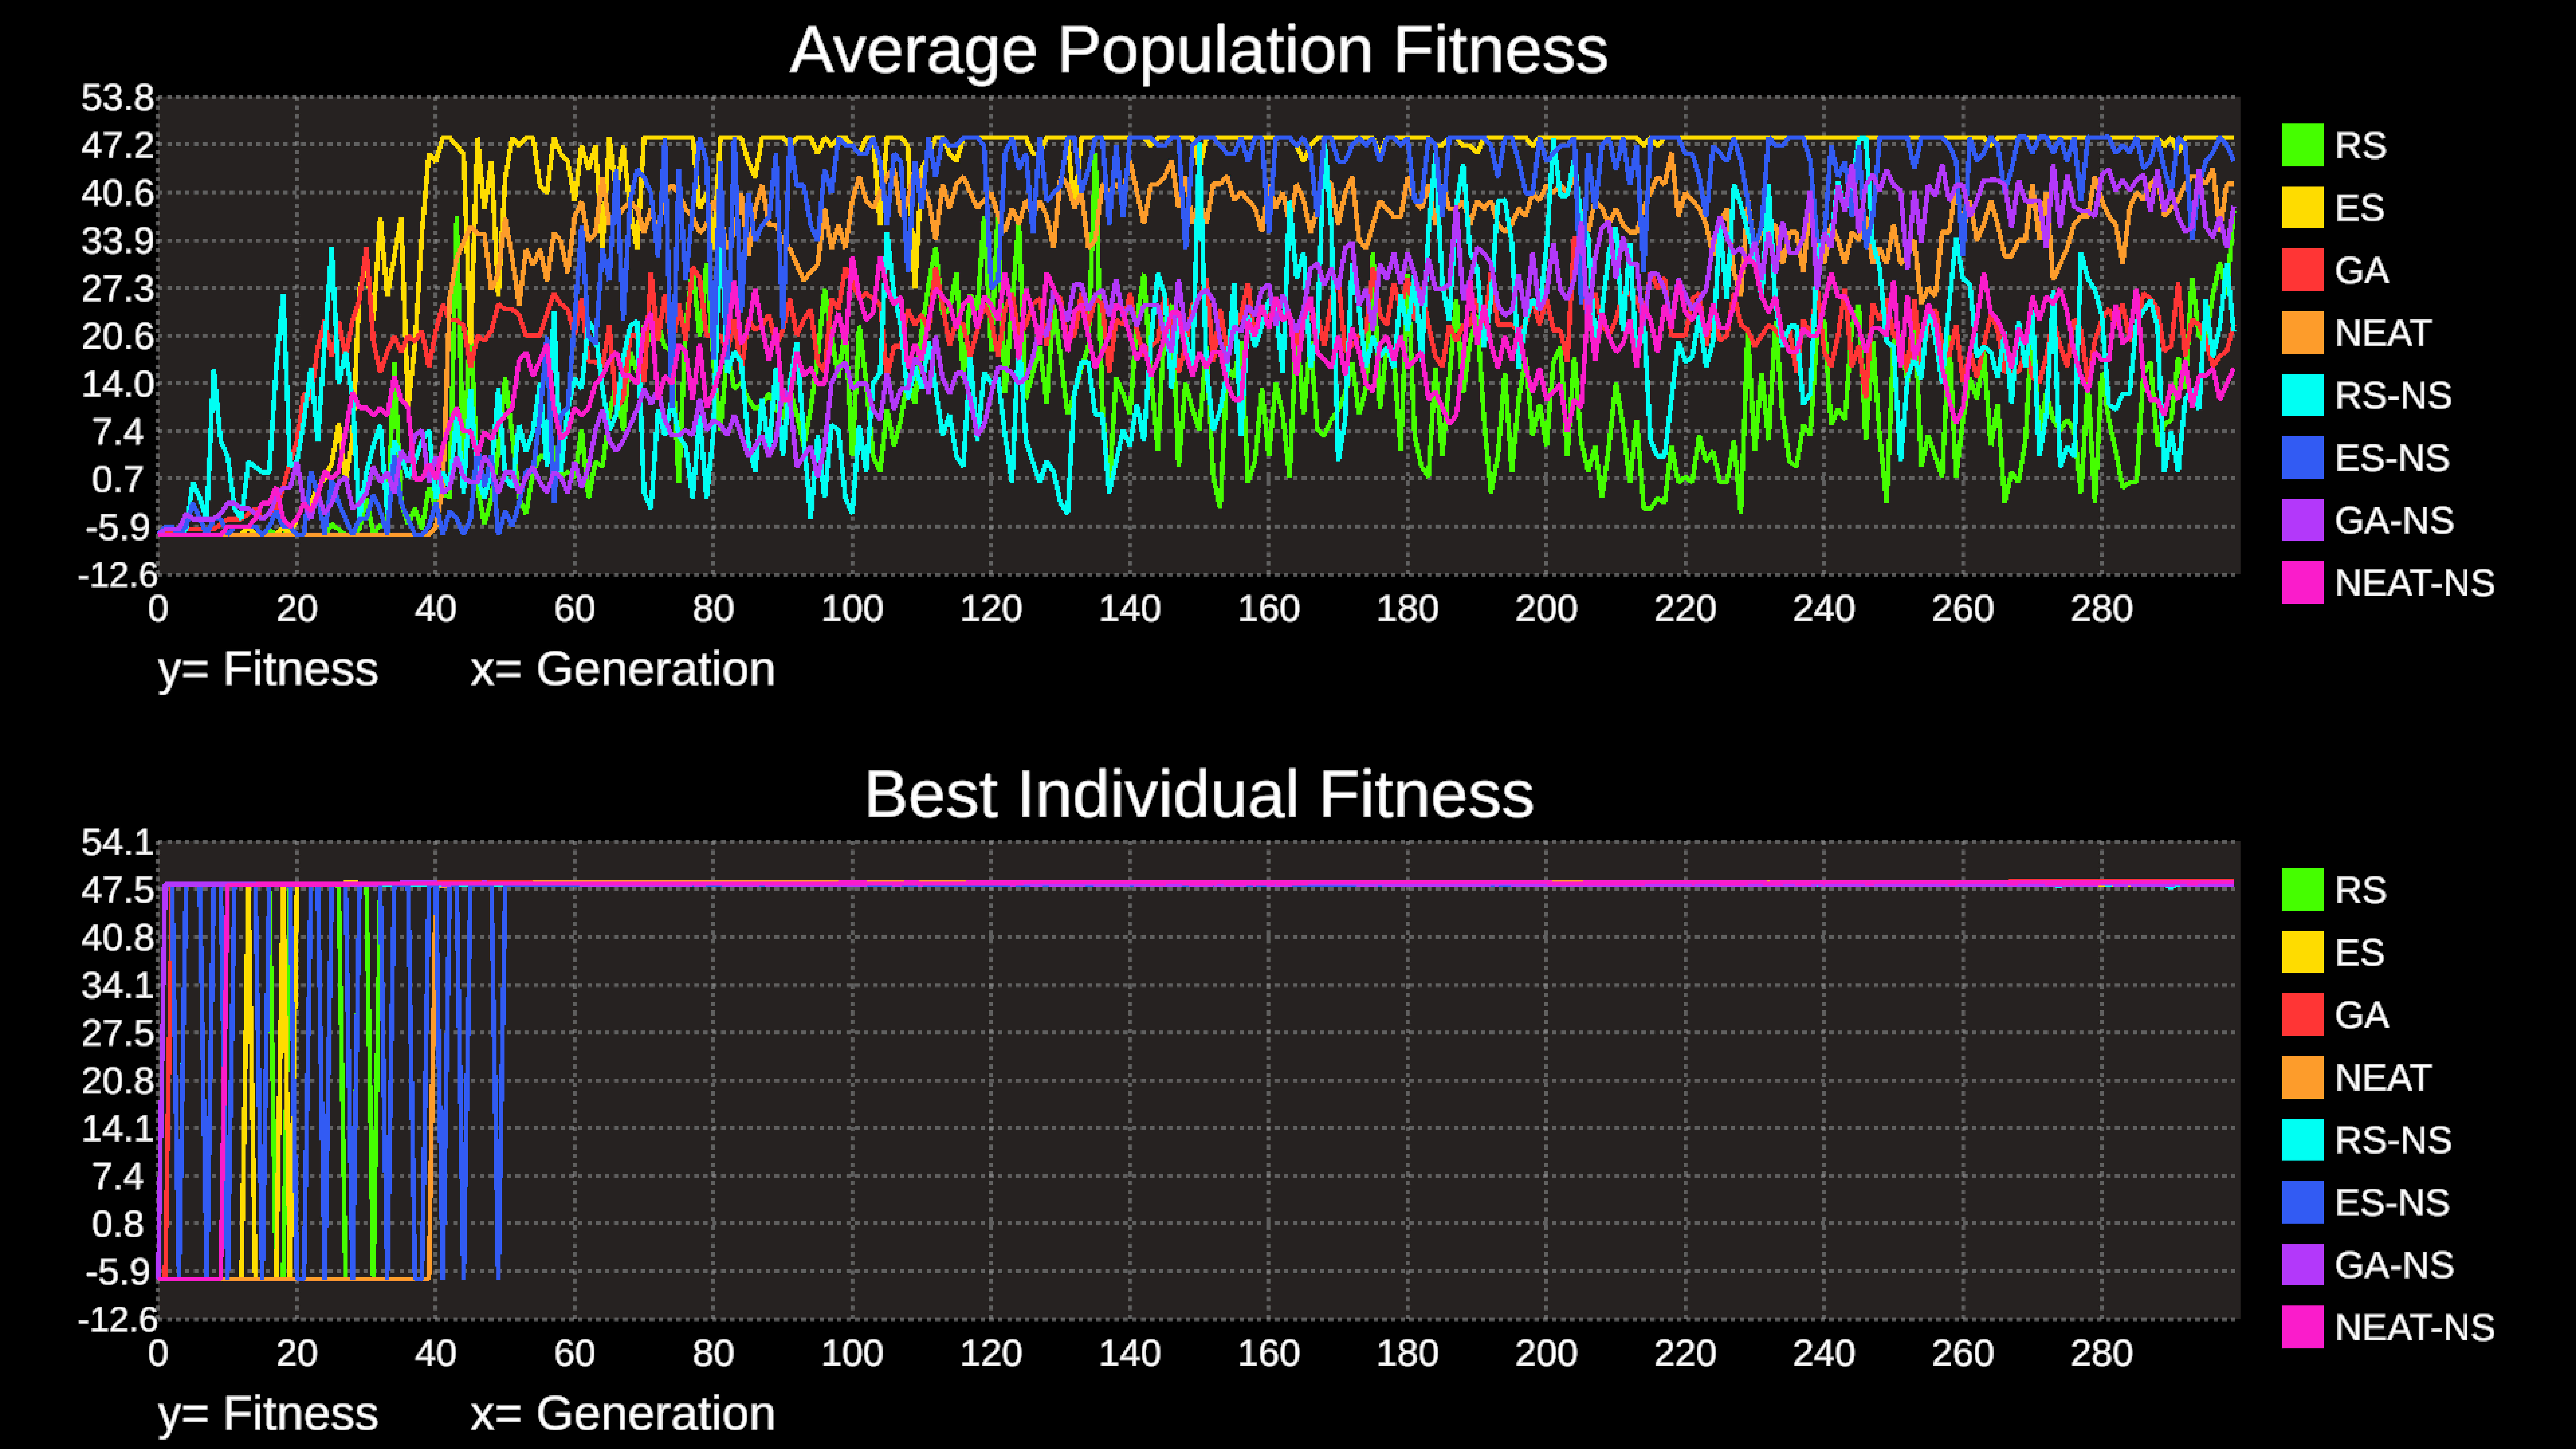 Average Population Fitness
53.8
47.2
40.6
33.9
27.3
20.6
14.0
7.4
0.7
-5.9
-12.6
0 20 40 60 80 100 120 140 160 180 200 220 240 260 280
y= Fitness x= Generation
RS
ES
GA
NEAT
RS-NS
ES-NS
GA-NS
NEAT-NS
Best Individual Fitness
54.1
47.5
40.8
34.1
27.5
20.8
14.1
7.4
0.8
-5.9
-12.6
0 20 40 60 80 100 120 140 160 180 200 220 240 260 280
y= Fitness x= Generation
RS
ES
GA
NEAT
RS-NS
ES-NS
GA-NS
NEAT-NS